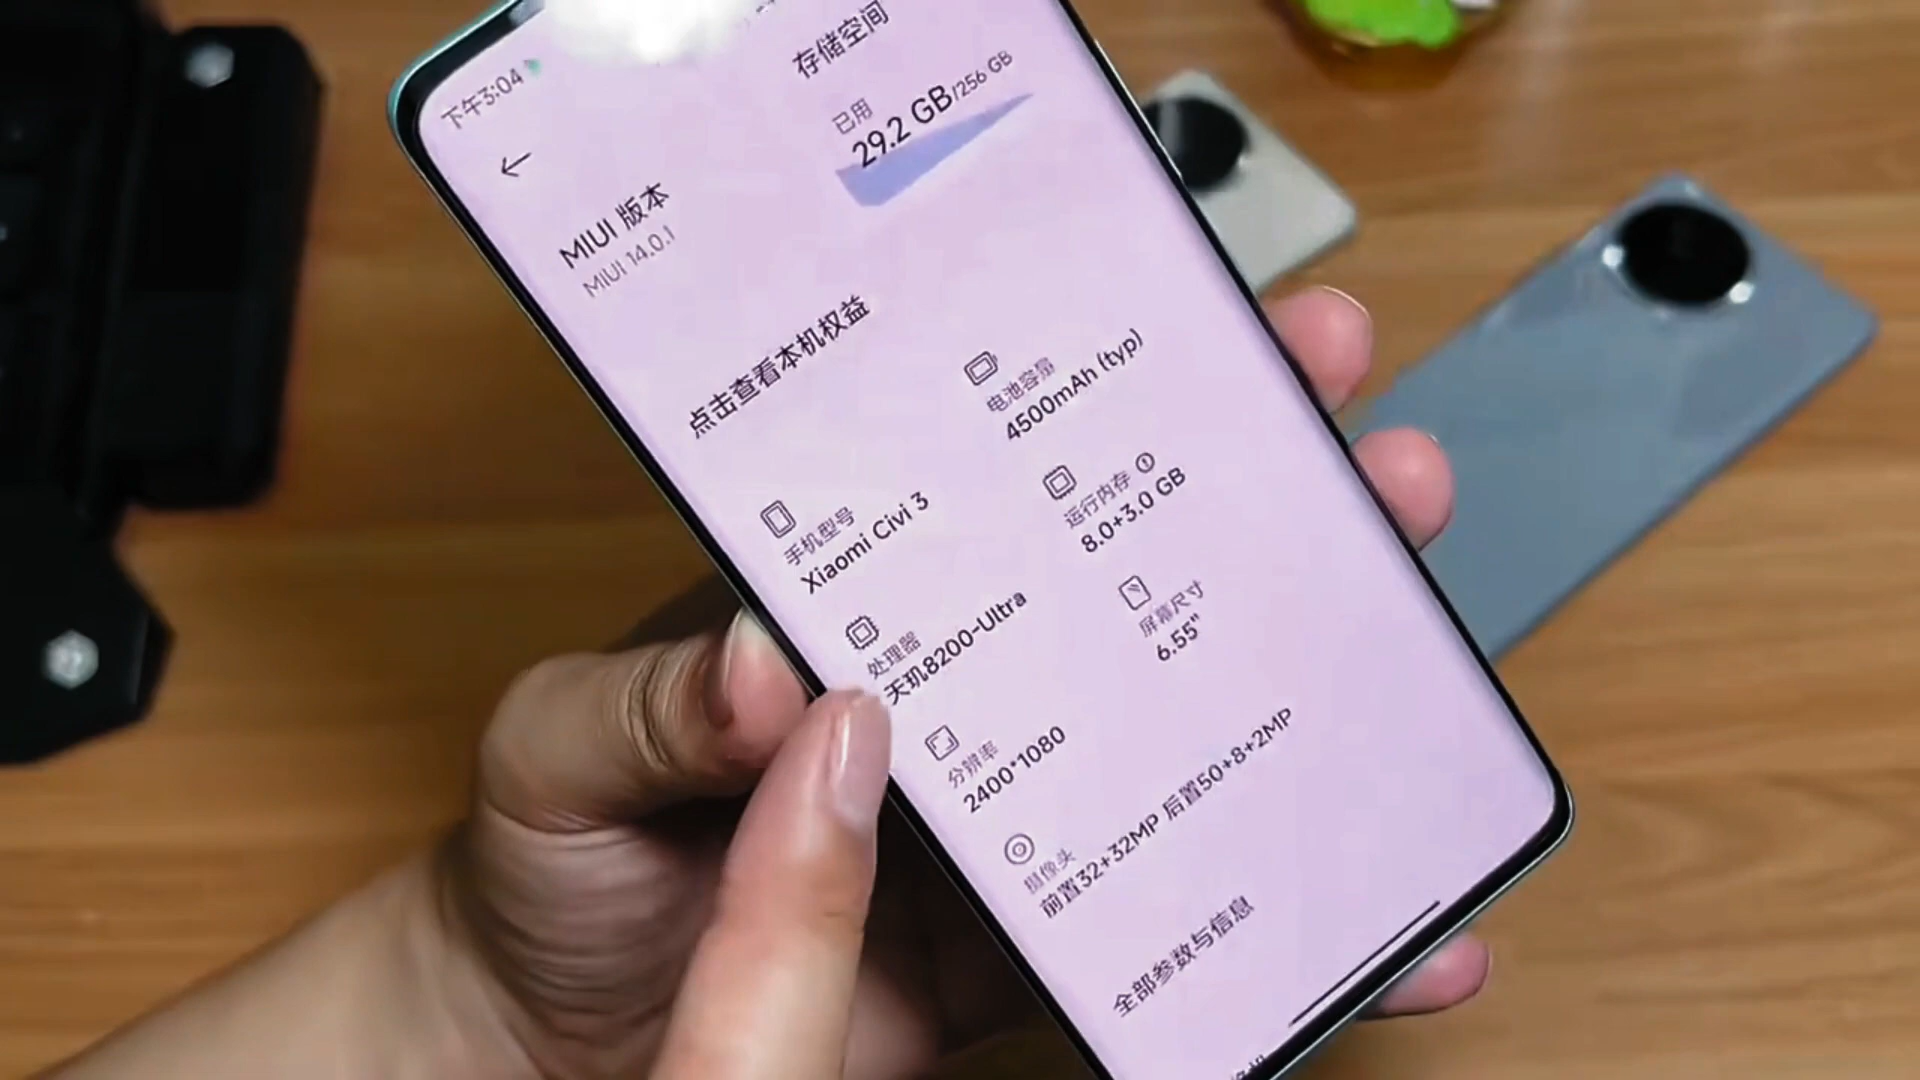 下午3:04
存储空间
已用
29.2 GB/256 GB
MIUI 版本
MIUI 14.0.1
点击查看本机权益
电池容量
4500mAh (typ)
手机型号
Xiaomi Civi 3
运行内存
8.0+3.0 GB
处理器
天玑8200-Ultra
屏幕尺寸
6.55"
分辨率
2400*1080
摄像头
前置32+32MP 后置50+8+2MP
全部参数与信息